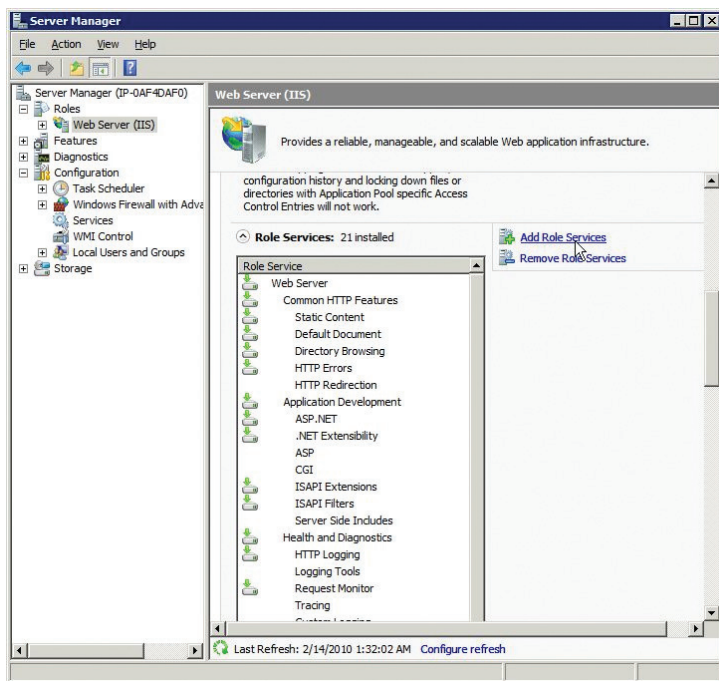 Server Manager
File Action View Help
Server Manager (IP-0AF4DAF0)
Roles
Web Server (IIS)
Features
Diagnostics
Configuration
Task Scheduler
Windows Firewall with Adva
Services
WMI Control
Local Users and Groups
Storage
Web Server (IIS)
Provides a reliable, manageable, and scalable Web application infrastructure.
configuration history and locking down files or
directories with Application Pool specific Access
Control Entries will not work.
Role Services: 21 installed
Add Role Services
Remove Role Services
Role Service
Web Server
Common HTTP Features
Static Content
Default Document
Directory Browsing
HTTP Errors
HTTP Redirection
Application Development
ASP.NET
.NET Extensibility
ASP
CGI
ISAPI Extensions
ISAPI Filters
Server Side Includes
Health and Diagnostics
HTTP Logging
Logging Tools
Request Monitor
Tracing
Last Refresh: 2/14/2010 1:32:02 AM Configure refresh